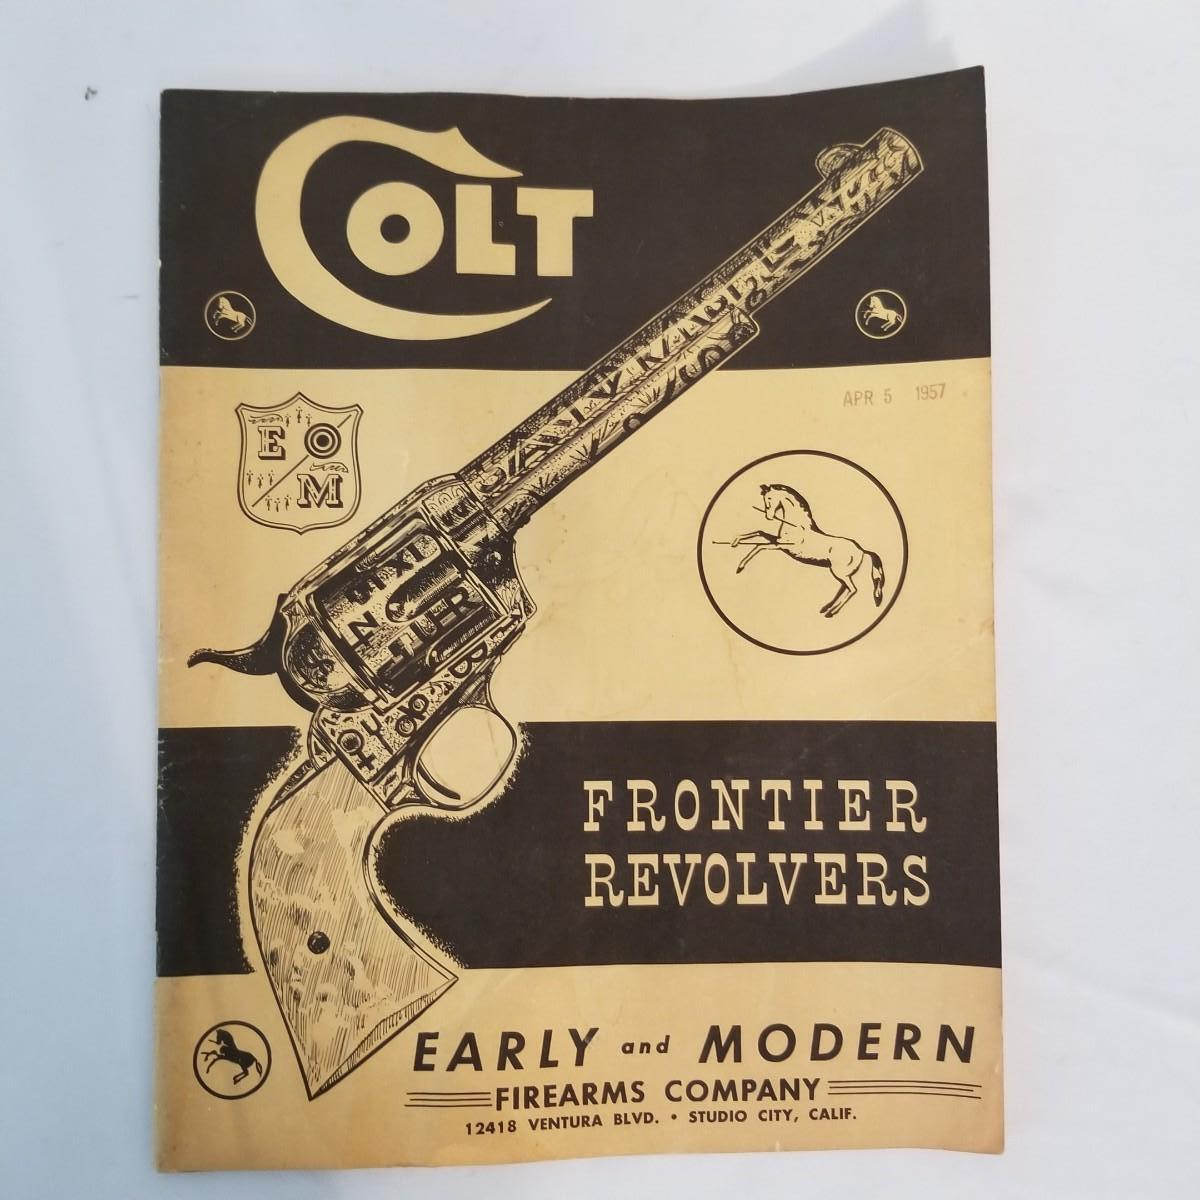 COLT
APR 5 1957
E M
FRONTIER
REVOLVERS
EARLY and MODERN
FIREARMS COMPANY
12418 VENTURA BLVD. • STUDIO CITY, CALIF.